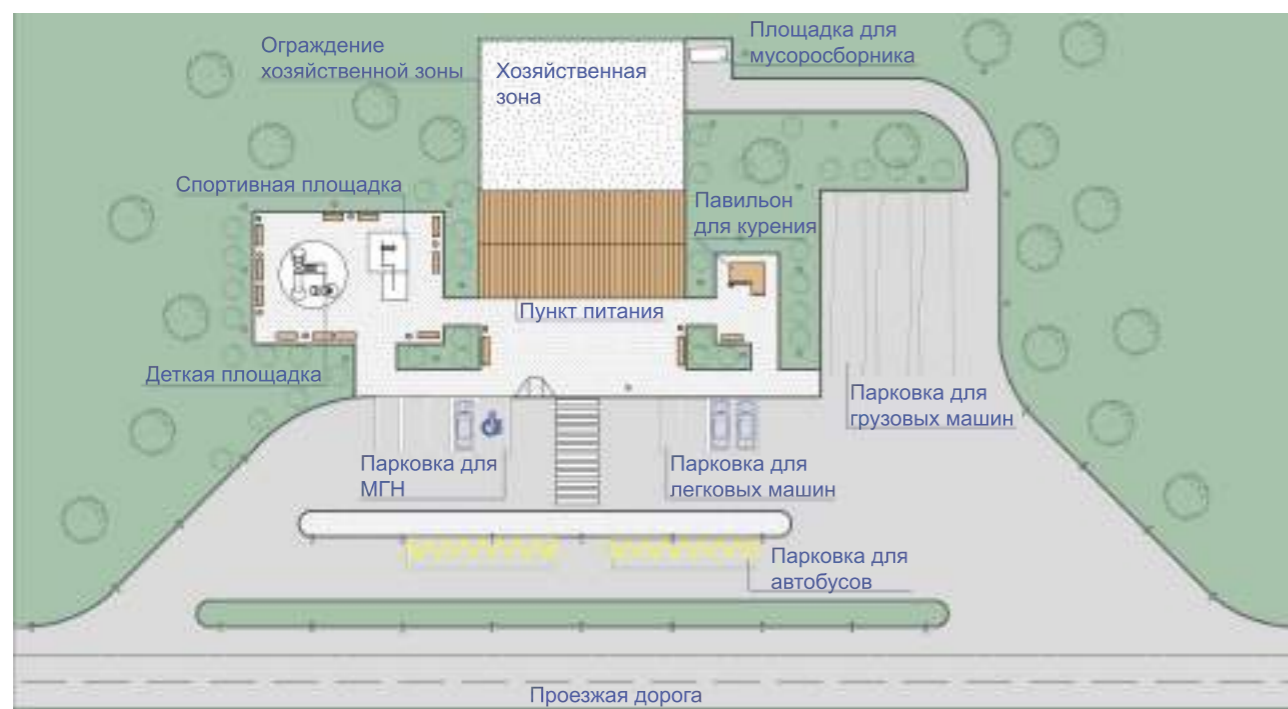 Площадка для
мусоросборника
Ограждение
хозяйственной зоны
Хозяйственная
зона
Спортивная площадка
Павильон
для курения
Пункт питания
Деткая площадка
Парковка для
грузовых машин
Парковка для
МГН
Парковка для
легковых машин
Парковка для
автобусов
Проезжая дорога